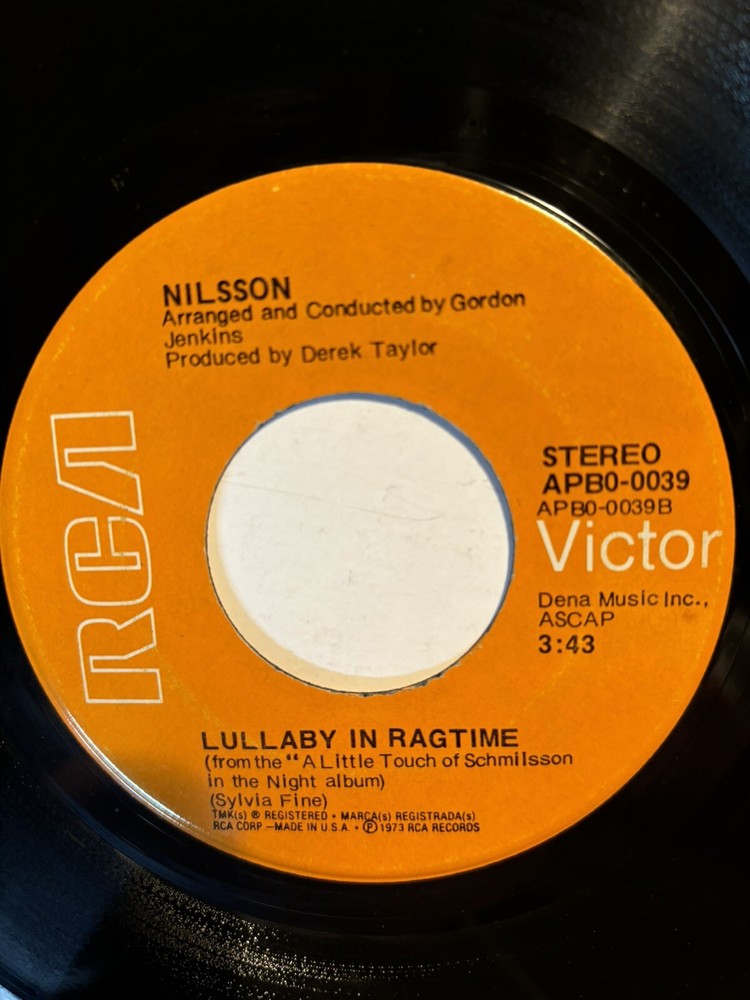 NILSSON
Arranged and Conducted by Gordon
Jenkins
Produced by Derek Taylor
RCA
STEREO
APB0-0039
APB0-0039B
Victor
Dena Music Inc.,
ASCAP
3:43
LULLABY IN RAGTIME
(from the "A Little Touch of Schmilsson
in the Night album)
(Sylvia Fine)
TMK(s) ® REGISTERED • MARCA(s) REGISTRADA(s)
RCA CORP.—MADE IN U.S.A. • Ⓟ 1973 RCA RECORDS